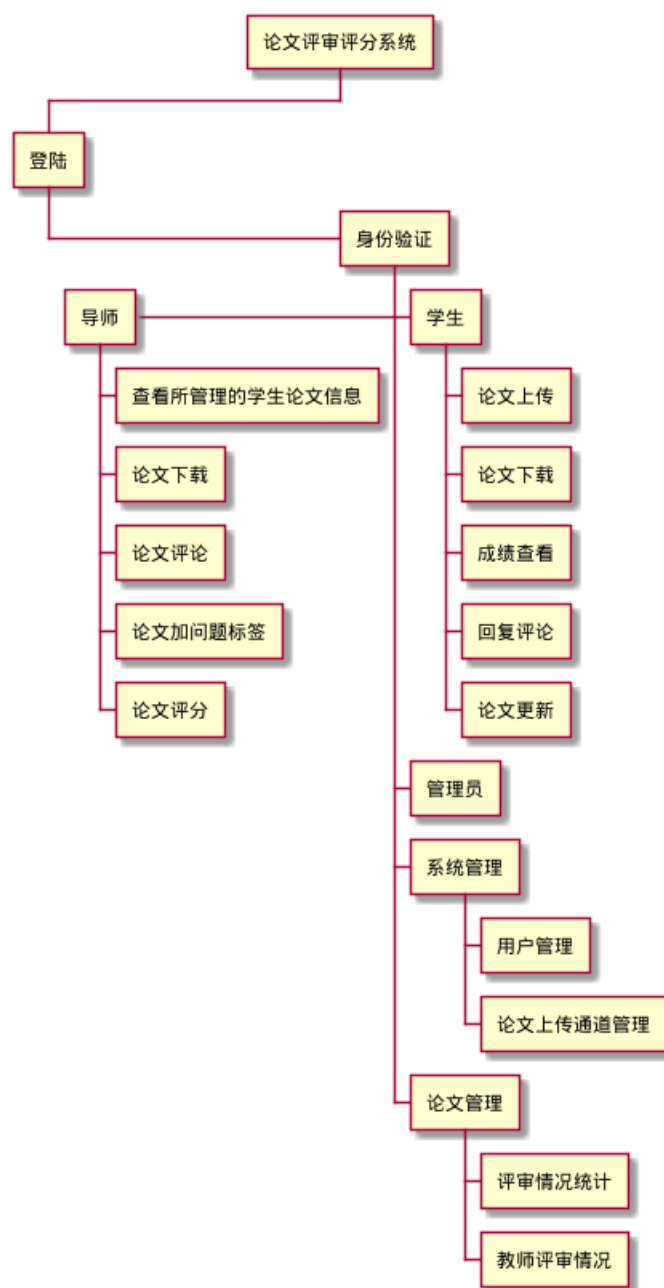 论文评审评分系统
登陆
身份验证
导师
学生
查看所管理的学生论文信息
论文上传
论文下载
论文下载
论文评论
成绩查看
论文加问题标签
回复评论
论文评分
论文更新
管理员
系统管理
用户管理
论文上传通道管理
论文管理
评审情况统计
教师评审情况